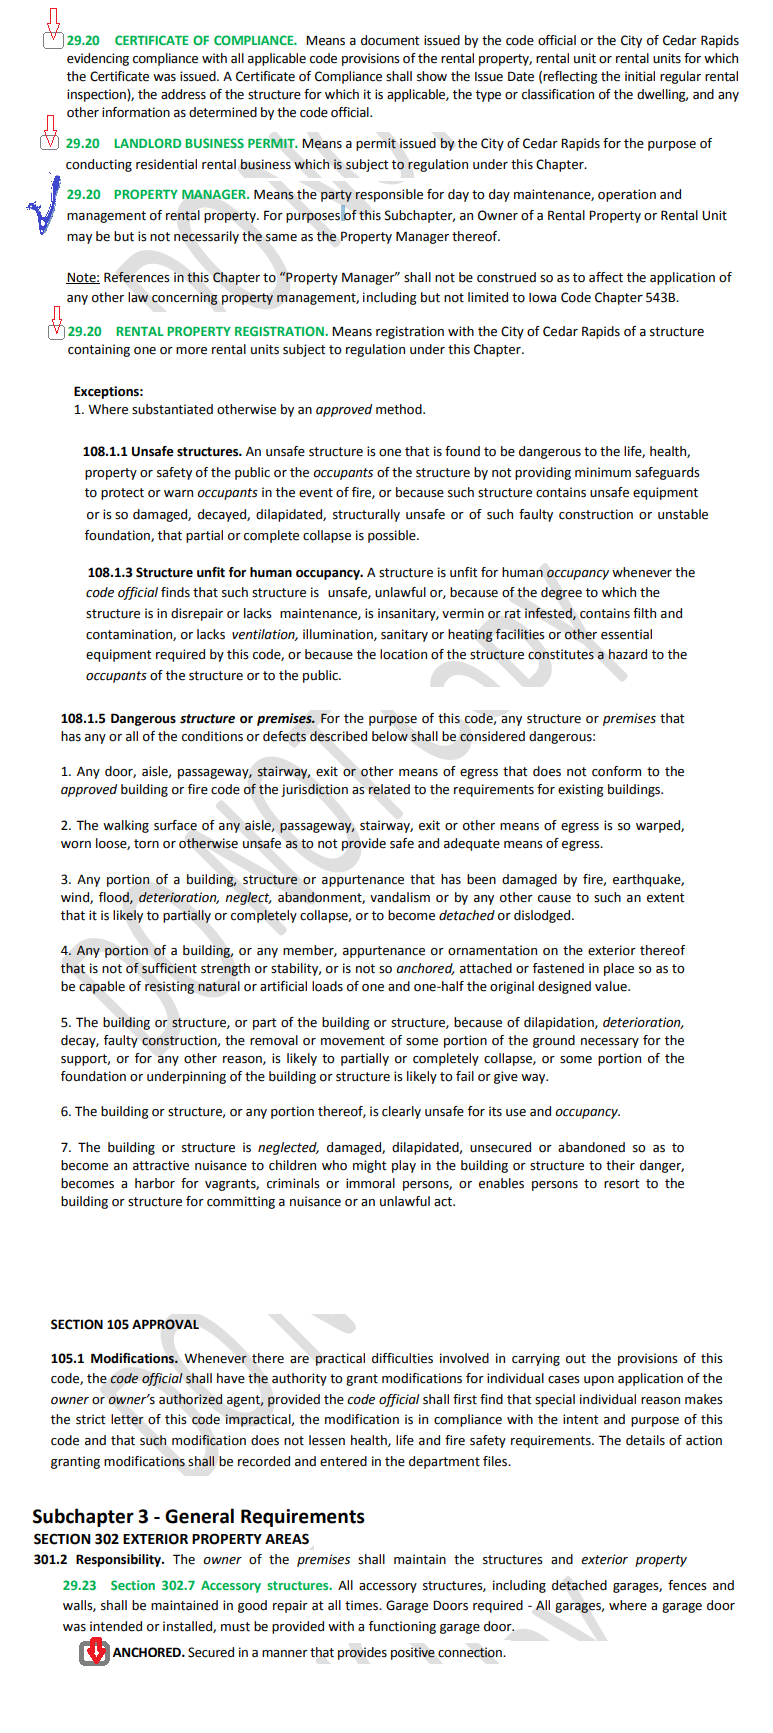 29.20 CERTIFICATE OF COMPLIANCE. Means a document issued by the code official or the City of Cedar Rapids
evidencing compliance with all applicable code provisions of the rental property, rental unit or rental units for which
the Certificate was issued. A Certificate of Compliance shall show the Issue Date (reflecting the initial regular rental
inspection), the address of the structure for which it is applicable, the type or classification of the dwelling, and any
other information as determined by the code official.
29.20 LANDLORD BUSINESS PERMIT. Means a permit issued by the City of Cedar Rapids for the purpose of
conducting residential rental business which is subject to regulation under this Chapter.
29.20 PROPERTY MANAGER. Means the party responsible for day to day maintenance, operation and
management of rental property. For purposes of this Subchapter, an Owner of a Rental Property or Rental Unit
may be but is not necessarily the same as the Property Manager thereof.
Note: References in this Chapter to “Property Manager” shall not be construed so as to affect the application of
any other law concerning property management, including but not limited to Iowa Code Chapter 543B.
29.20 RENTAL PROPERTY REGISTRATION. Means registration with the City of Cedar Rapids of a structure
containing one or more rental units subject to regulation under this Chapter.
Exceptions:
1. Where substantiated otherwise by an approved method.
108.1.1 Unsafe structures. An unsafe structure is one that is found to be dangerous to the life, health,
property or safety of the public or the occupants of the structure by not providing minimum safeguards
to protect or warn occupants in the event of fire, or because such structure contains unsafe equipment
or is so damaged, decayed, dilapidated, structurally unsafe or of such faulty construction or unstable
foundation, that partial or complete collapse is possible.
108.1.3 Structure unfit for human occupancy. A structure is unfit for human occupancy whenever the
code official finds that such structure is unsafe, unlawful or, because of the degree to which the
structure is in disrepair or lacks maintenance, is insanitary, vermin or rat infested, contains filth and
contamination, or lacks ventilation, illumination, sanitary or heating facilities or other essential
equipment required by this code, or because the location of the structure constitutes a hazard to the
occupants of the structure or to the public.
108.1.5 Dangerous structure or premises. For the purpose of this code, any structure or premises that
has any or all of the conditions or defects described below shall be considered dangerous:
1. Any door, aisle, passageway, stairway, exit or other means of egress that does not conform to the
approved building or fire code of the jurisdiction as related to the requirements for existing buildings.
2. The walking surface of any aisle, passageway, stairway, exit or other means of egress is so warped,
worn loose, torn or otherwise unsafe as to not provide safe and adequate means of egress.
3. Any portion of a building, structure or appurtenance that has been damaged by fire, earthquake,
wind, flood, deterioration, neglect, abandonment, vandalism or by any other cause to such an extent
that it is likely to partially or completely collapse, or to become detached or dislodged.
4. Any portion of a building, or any member, appurtenance or ornamentation on the exterior thereof
that is not of sufficient strength or stability, or is not so anchored, attached or fastened in place so as to
be capable of resisting natural or artificial loads of one and one-half the original designed value.
5. The building or structure, or part of the building or structure, because of dilapidation, deterioration,
decay, faulty construction, the removal or movement of some portion of the ground necessary for the
support, or for any other reason, is likely to partially or completely collapse, or some portion of the
foundation or underpinning of the building or structure is likely to fail or give way.
6. The building or structure, or any portion thereof, is clearly unsafe for its use and occupancy.
7. The building or structure is neglected, damaged, dilapidated, unsecured or abandoned so as to
become an attractive nuisance to children who might play in the building or structure to their danger,
becomes a harbor for vagrants, criminals or immoral persons, or enables persons to resort to the
building or structure for committing a nuisance or an unlawful act.
SECTION 105 APPROVAL
105.1 Modifications. Whenever there are practical difficulties involved in carrying out the provisions of this
code, the code official shall have the authority to grant modifications for individual cases upon application of the
owner or owner’s authorized agent, provided the code official shall first find that special individual reason makes
the strict letter of this code impractical, the modification is in compliance with the intent and purpose of this
code and that such modification does not lessen health, life and fire safety requirements. The details of action
granting modifications shall be recorded and entered in the department files.
Subchapter 3 - General Requirements
SECTION 302 EXTERIOR PROPERTY AREAS
301.2 Responsibility. The owner of the premises shall maintain the structures and exterior property
29.23 Section 302.7 Accessory structures. All accessory structures, including detached garages, fences and
walls, shall be maintained in good repair at all times. Garage Doors required - All garages, where a garage door
was intended or installed, must be provided with a functioning garage door.
ANCHORED. Secured in a manner that provides positive connection.
DO NOT COPY